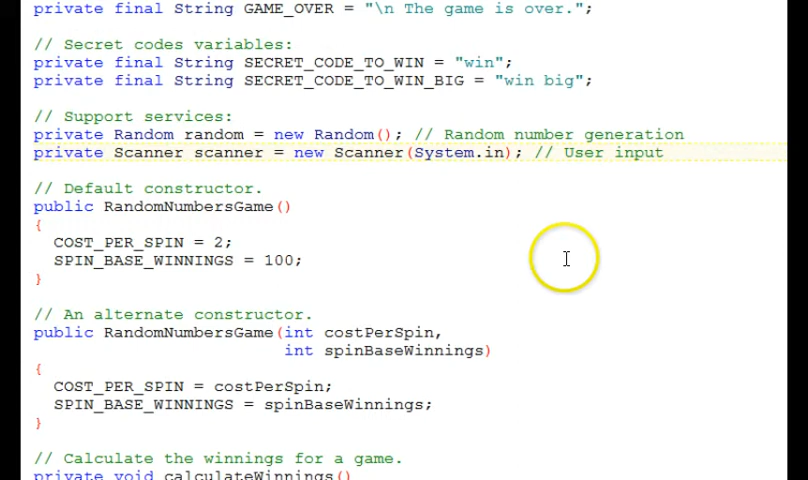 private final String GAME_OVER = "\n The game is over.";
// Secret codes variables:
private final String SECRET_CODE_TO_WIN = "win";
private final String SECRET_CODE_TO_WIN_BIG = "win big";
// Support services:
private Random random = new Random(); // Random number generation
private Scanner scanner = new Scanner(System.in); // User input
// Default constructor.
public RandomNumbersGame()
{
COST_PER_SPIN = 2;
SPIN_BASE_WINNINGS = 100;
}
// An alternate constructor.
public RandomNumbersGame(int costPerSpin,
int spinBaseWinnings)
{
COST_PER_SPIN = costPerSpin;
SPIN_BASE_WINNINGS = spinBaseWinnings;
}
// Calculate the winnings for a game.
private void calculateWinnings()